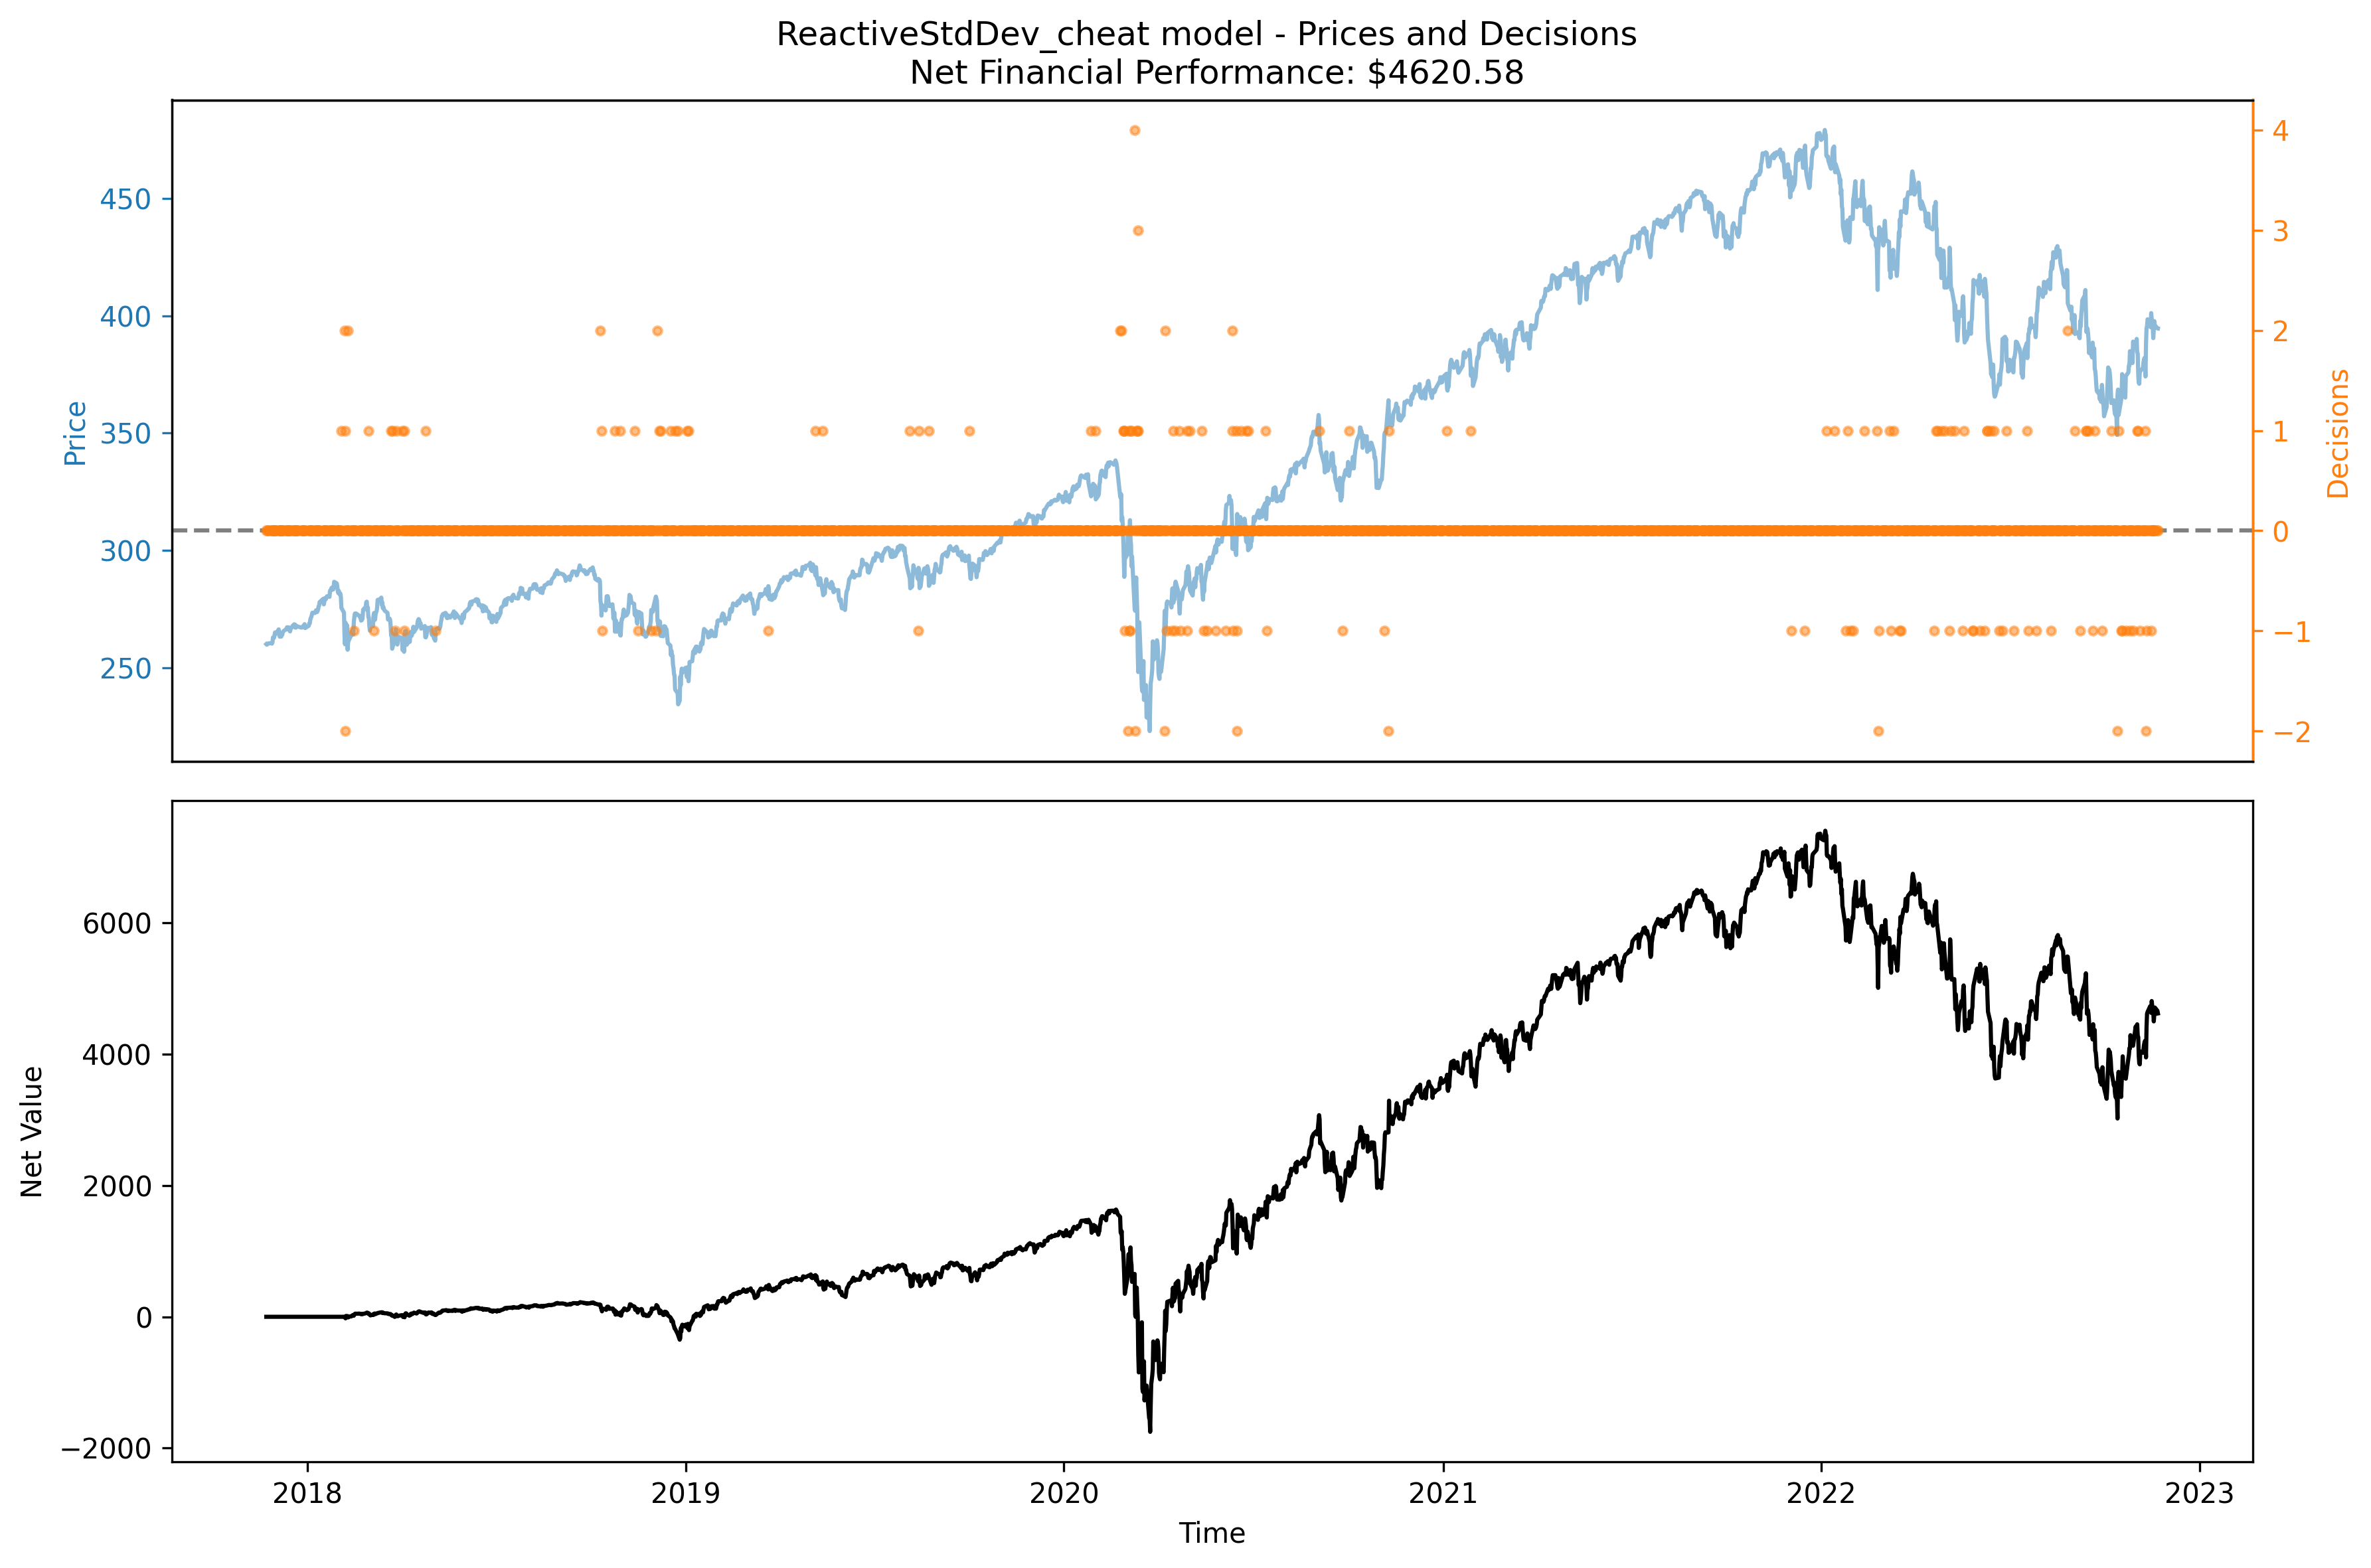 ReactiveStdDev_cheat model - Prices and Decisions
Net Financial Performance: $4620.58
Price
450
400
350
300
250
4
3
2
1
0
−1
−2
Decisions
Net Value
6000
4000
2000
0
−2000
2018 2019 2020 2021 2022 2023
Time